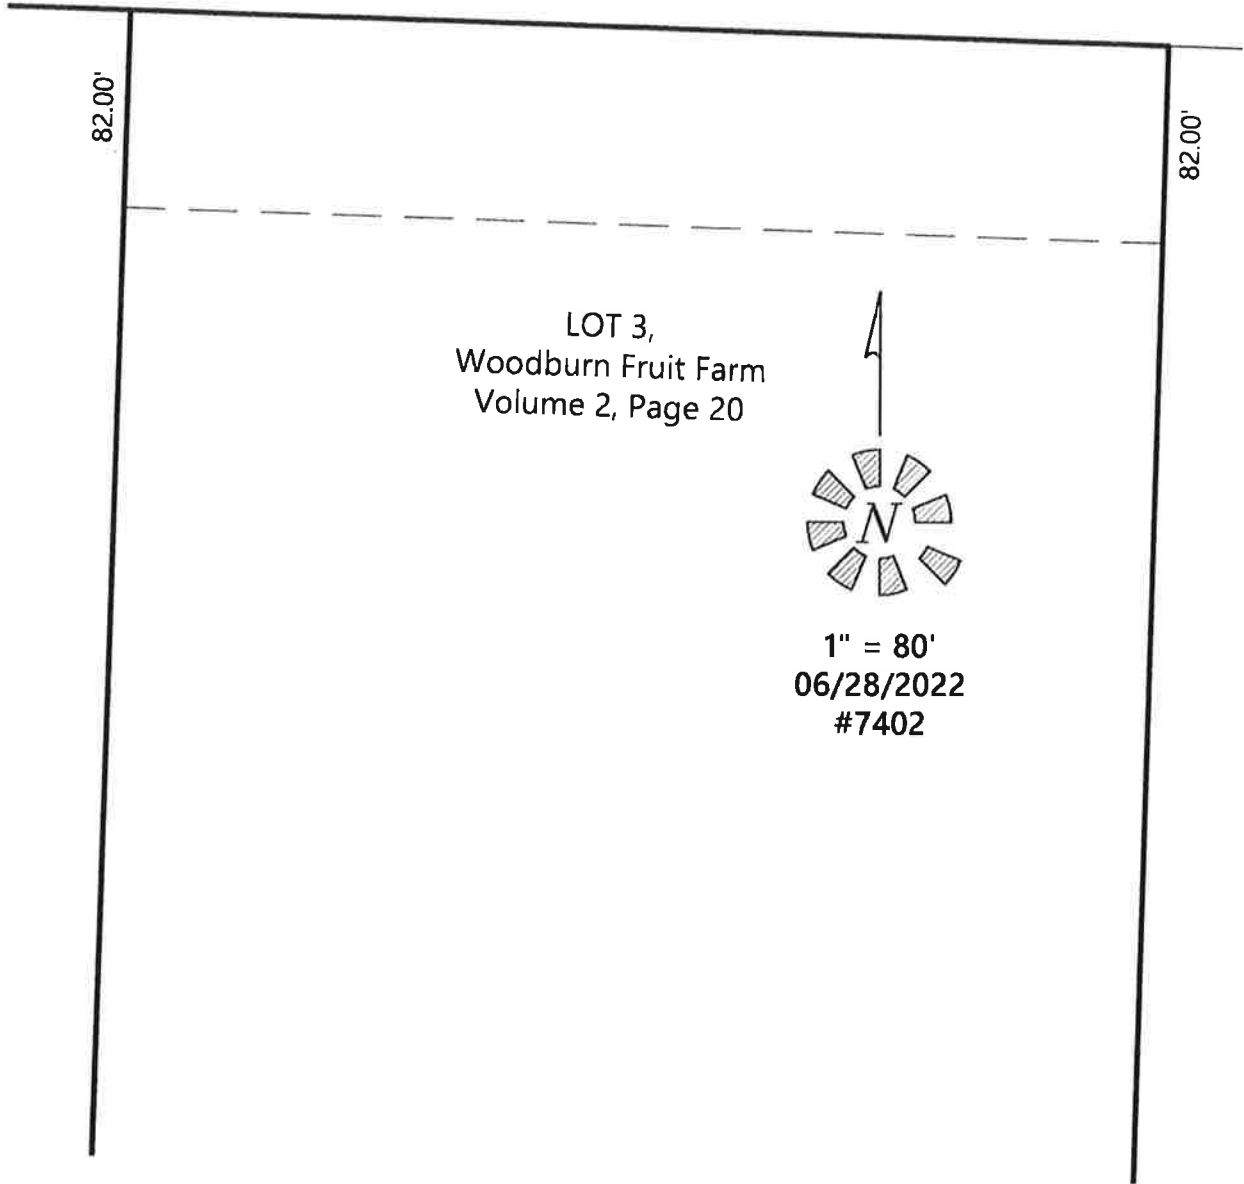 82.00'
82.00'
LOT 3,
Woodburn Fruit Farm
Volume 2, Page 20
N
1" = 80'
06/28/2022
#7402